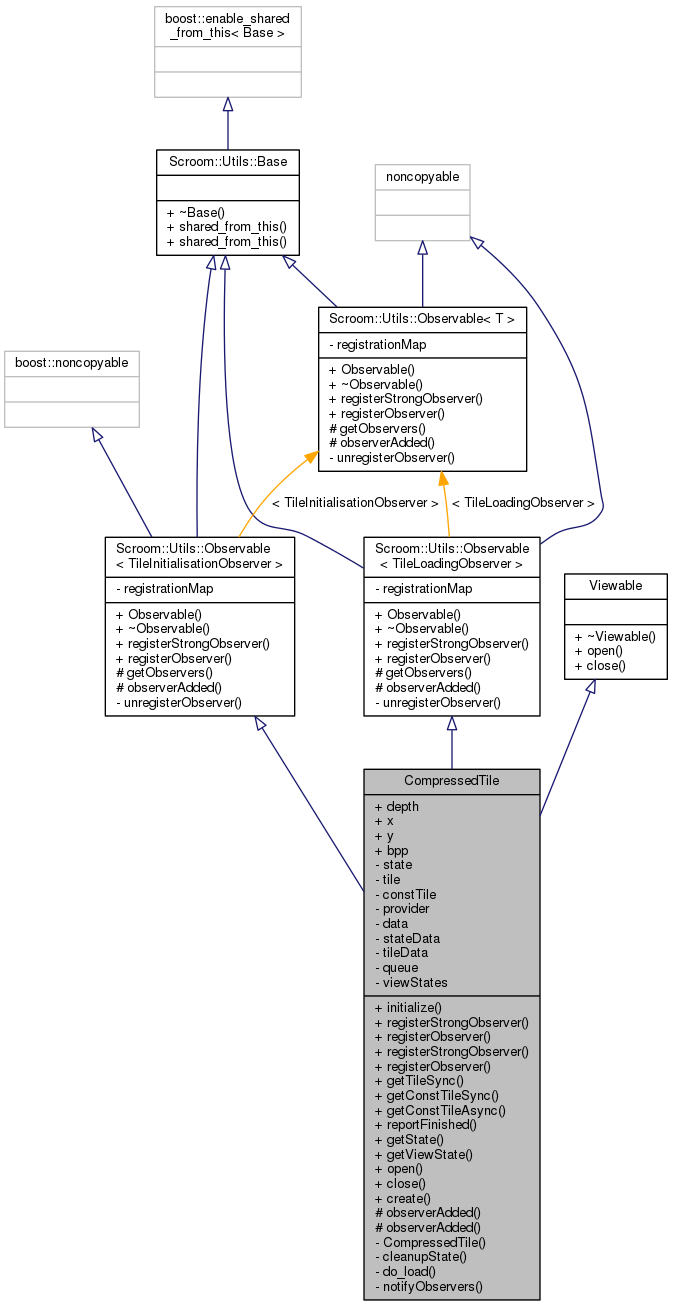 boost::enable_shared
_from_this< Base >
Scroom::Utils::Base
+ ~Base()
+ shared_from_this()
+ shared_from_this()
noncopyable
Scroom::Utils::Observable< T >
- registrationMap
+ Observable()
+ ~Observable()
+ registerStrongObserver()
+ registerObserver()
# getObservers()
# observerAdded()
- unregisterObserver()
boost::noncopyable
< TileInitialisationObserver >
< TileLoadingObserver >
Scroom::Utils::Observable
< TileInitialisationObserver >
- registrationMap
+ Observable()
+ ~Observable()
+ registerStrongObserver()
+ registerObserver()
# getObservers()
# observerAdded()
- unregisterObserver()
Scroom::Utils::Observable
< TileLoadingObserver >
- registrationMap
+ Observable()
+ ~Observable()
+ registerStrongObserver()
+ registerObserver()
# getObservers()
# observerAdded()
- unregisterObserver()
Viewable
+ ~Viewable()
+ open()
+ close()
CompressedTile
+ depth
+ x
+ y
+ bpp
- state
- tile
- constTile
- provider
- data
- stateData
- tileData
- queue
- viewStates
+ initialize()
+ registerStrongObserver()
+ registerObserver()
+ registerStrongObserver()
+ registerObserver()
+ getTileSync()
+ getConstTileSync()
+ getConstTileAsync()
+ reportFinished()
+ getState()
+ getViewState()
+ open()
+ close()
+ create()
# observerAdded()
# observerAdded()
- CompressedTile()
- cleanupState()
- do_load()
- notifyObservers()